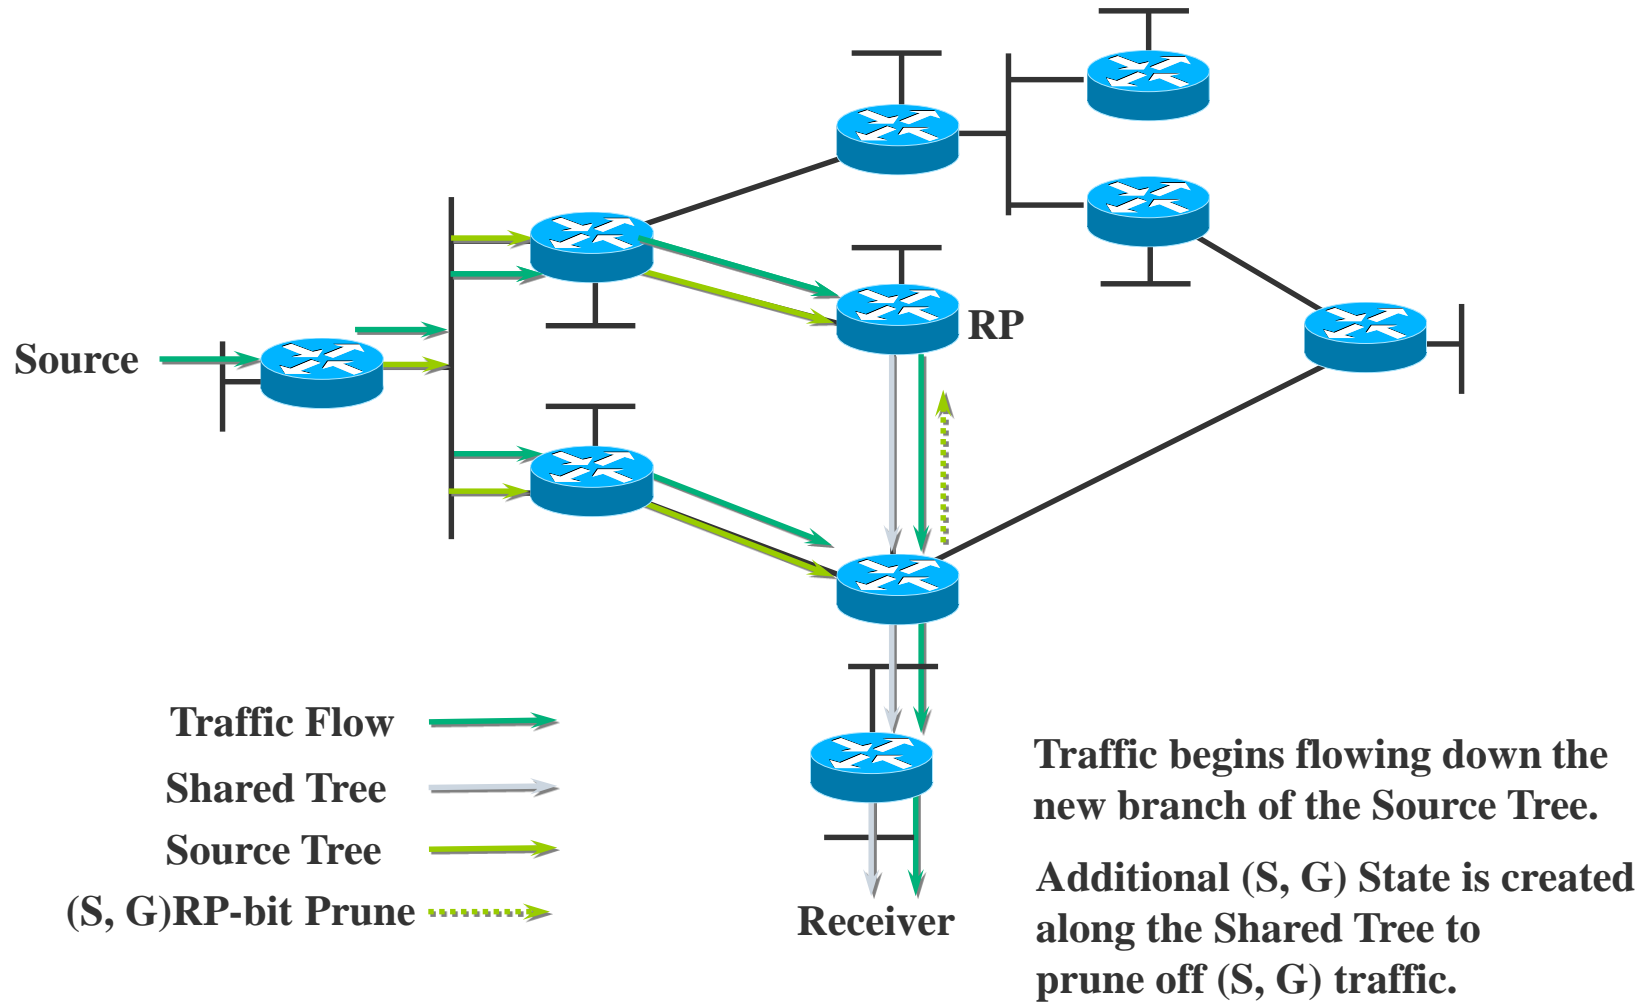 RP
Source
Traffic Flow
Shared Tree
Source Tree
(S, G)RP-bit Prune
Receiver
Traffic begins flowing down the
new branch of the Source Tree.
Additional (S, G) State is created
along the Shared Tree to
prune off (S, G) traffic.